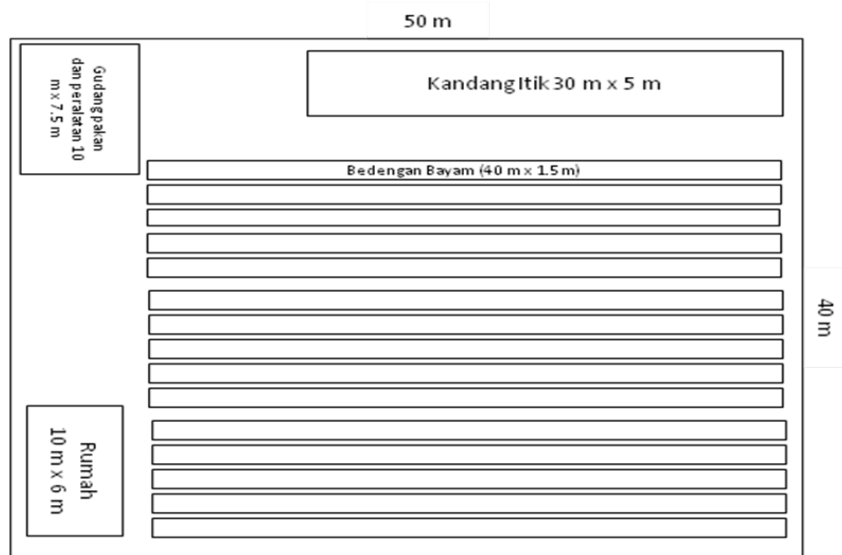 50 m
Gudang pakan
dan peralatan 10
m x 7.5 m
Kandang Itik 30 m x 5 m
Bedengan Bayam (40 m x 1.5 m)
40 m
Rumah
10 m x 6 m